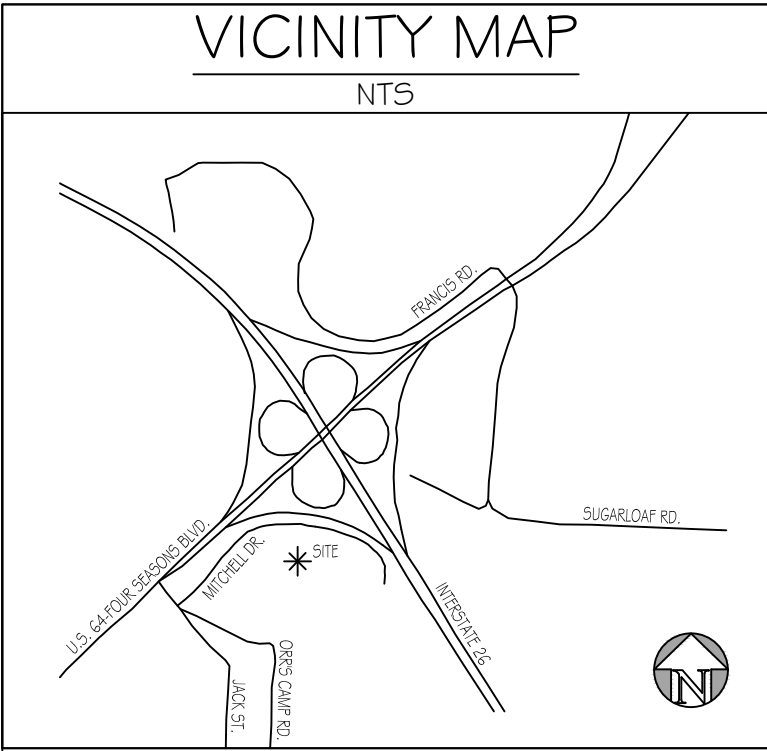 VICINITY MAP
NTS
FRANCIS RD.
SUGARLOAF RD.
U.S. 64-FOUR SEASONS BLVD.
MITCHELL DR.
SITE
INTERSTATE 26
ORR'S CAMP RD.
JACK ST.
N